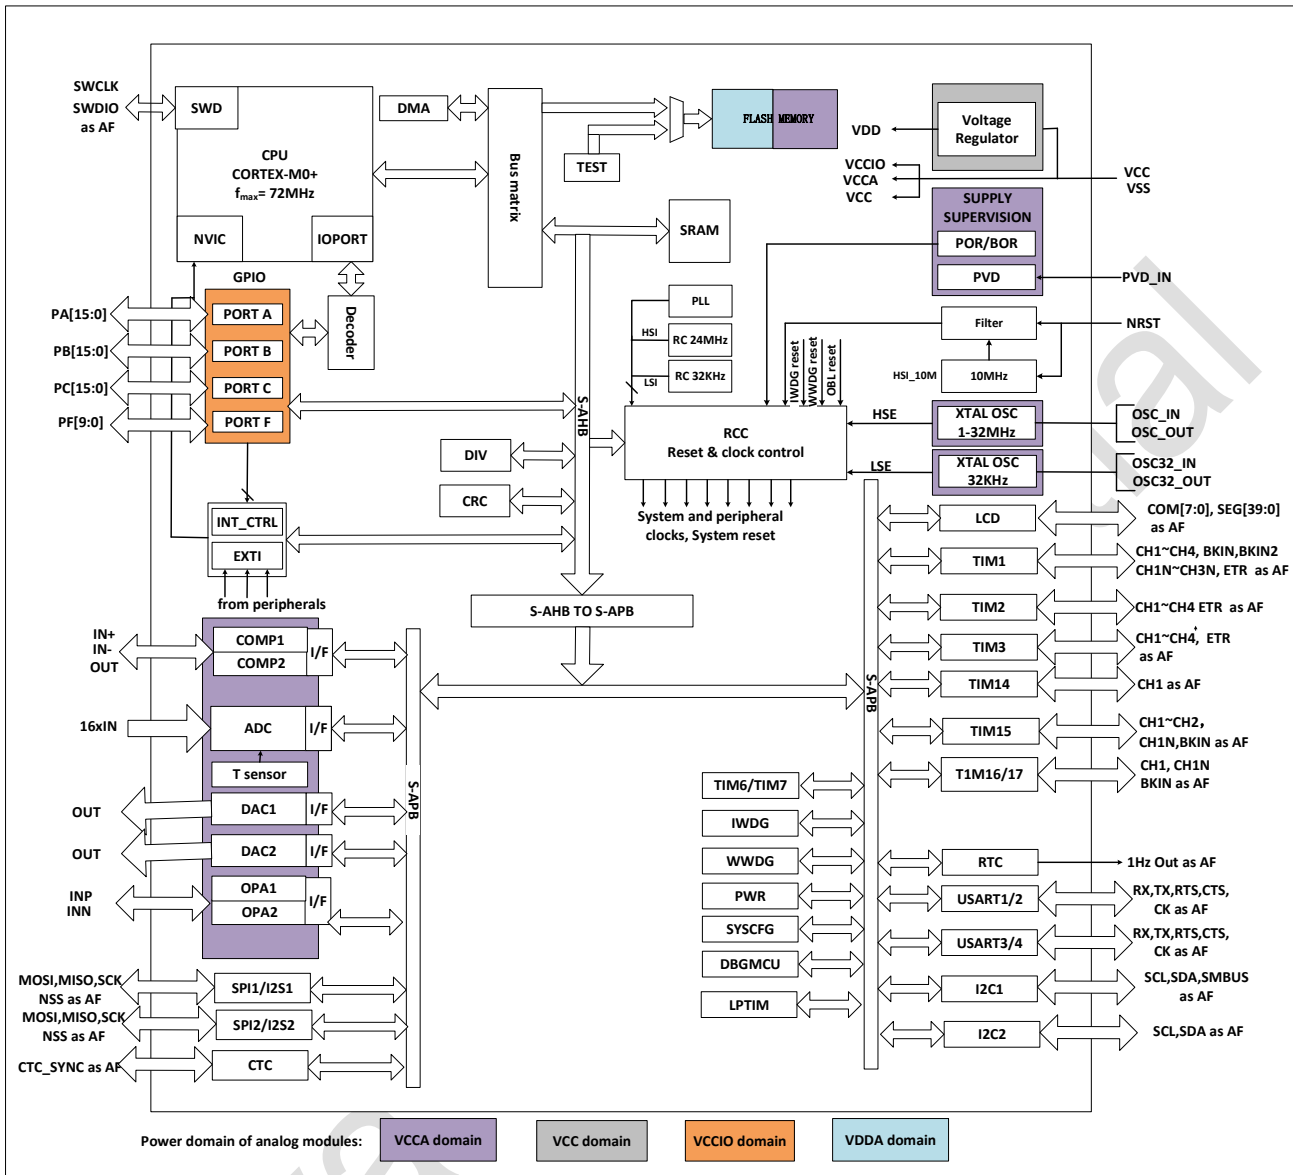 SWCLK
SWDIO
as AF
SWD
CPU
CORTEX-M0+
fmax= 72MHz
NVIC
IOPORT
DMA
Bus matrix
TEST
FLASH MEMORY
SRAM
VDD
Voltage
Regulator
VCCIO
VCCA
VCC
VCC
VSS
SUPPLY
SUPERVISION
POR/BOR
PVD
PVD_IN
GPIO
PA[15:0]
PORT A
PB[15:0]
PORT B
PC[15:0]
PORT C
PF[9:0]
PORT F
Decoder
PLL
HSI
RC 24MHz
LSI
RC 32KHz
IWDG reset
WWDG reset
OBL reset
Filter
NRST
HSI_10M
10MHz
S-AHB
RCC
Reset & clock control
HSE
XTAL OSC
1-32MHz
OSC_IN
OSC_OUT
LSE
XTAL OSC
32KHz
OSC32_IN
OSC32_OUT
DIV
CRC
System and peripheral
clocks, System reset
INT_CTRL
EXTI
from peripherals
S-AHB TO S-APB
LCD
COM[7:0], SEG[39:0]
as AF
TIM1
CH1~CH4, BKIN,BKIN2
CH1N~CH3N, ETR as AF
TIM2
CH1~CH4 ETR as AF
TIM3
CH1~CH4, ETR
as AF
TIM14
CH1 as AF
TIM15
CH1~CH2,
CH1N,BKIN as AF
T1M16/17
CH1, CH1N
BKIN as AF
S-APB
IN+
IN-
OUT
COMP1
COMP2
I/F
16xIN
ADC
I/F
T sensor
OUT
DAC1
I/F
OUT
DAC2
I/F
INP
INN
OPA1
OPA2
I/F
S-APB
TIM6/TIM7
IWDG
WWDG
PWR
SYSCFG
DBGMCU
LPTIM
RTC
1Hz Out as AF
USART1/2
RX,TX,RTS,CTS,
CK as AF
USART3/4
RX,TX,RTS,CTS,
CK as AF
I2C1
SCL,SDA,SMBUS
as AF
I2C2
SCL,SDA as AF
MOSI,MISO,SCK
NSS as AF
SPI1/I2S1
MOSI,MISO,SCK
NSS as AF
SPI2/I2S2
CTC_SYNC as AF
CTC
Power domain of analog modules:
VCCA domain
VCC domain
VCCIO domain
VDDA domain